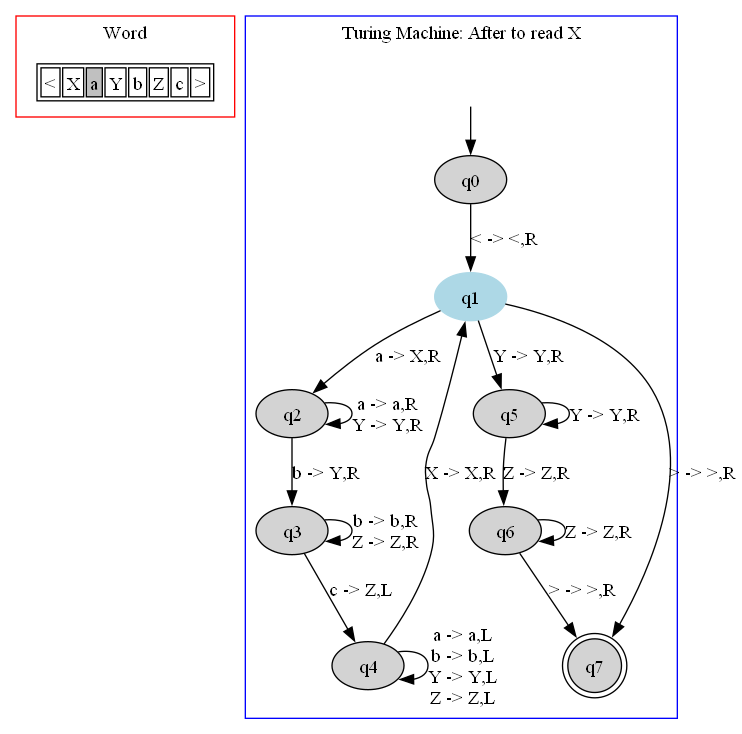 Word
< X a Y b Z c >
Turing Machine: After to read X
q0
< -> <,R
q1
a -> X,R
Y -> Y,R
q2
a -> a,R
Y -> Y,R
q5
Y -> Y,R
b -> Y,R
X -> X,R
Z -> Z,R
> -> >,R
q3
b -> b,R
Z -> Z,R
q6
Z -> Z,R
c -> Z,L
> -> >,R
q4
a -> a,L
b -> b,L
Y -> Y,L
Z -> Z,L
q7